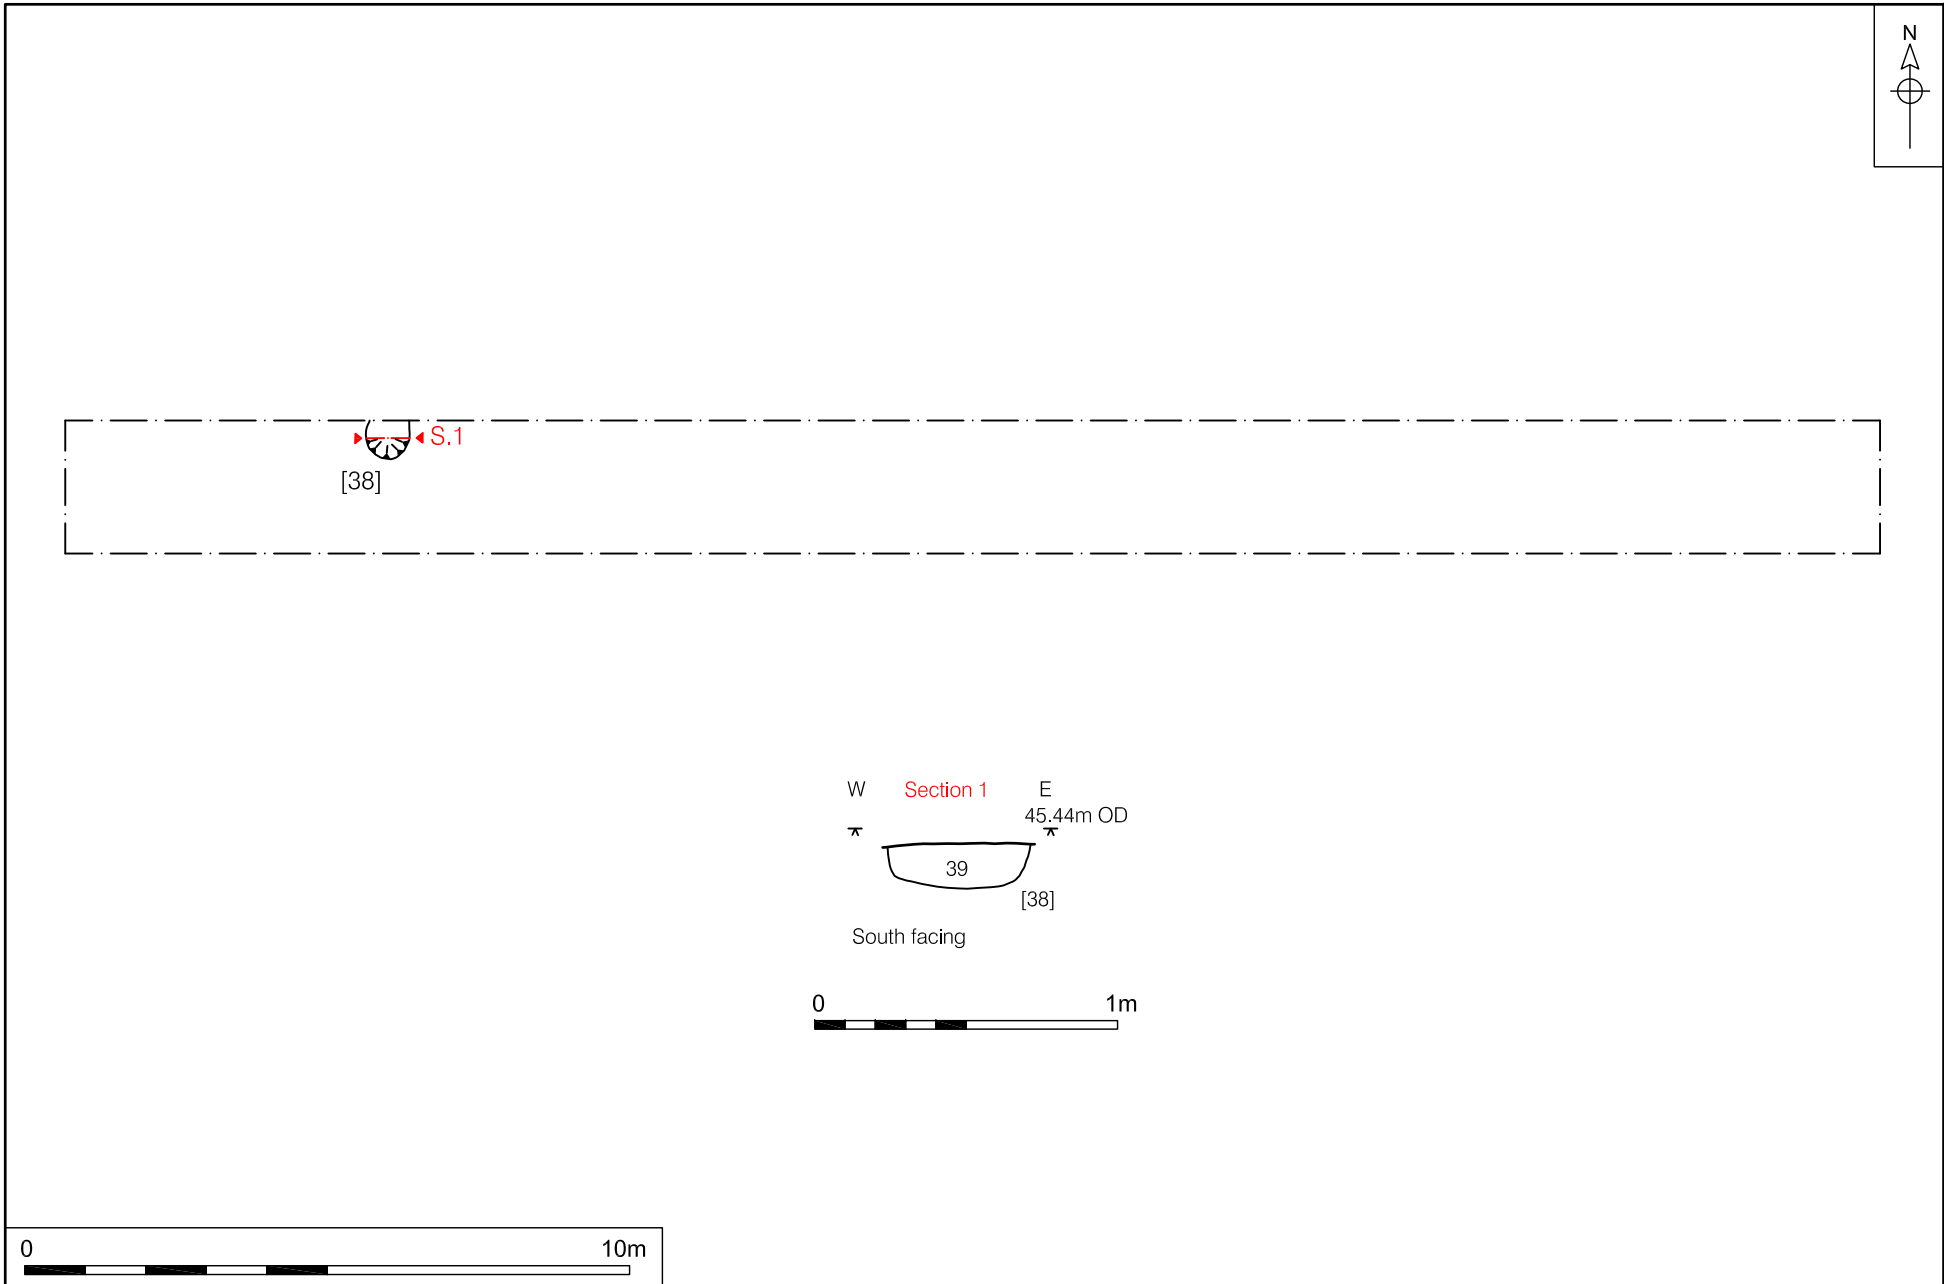 N
S.1
[38]
W Section 1 E
45.44m OD
39
[38]
South facing
0 1m
0 10m